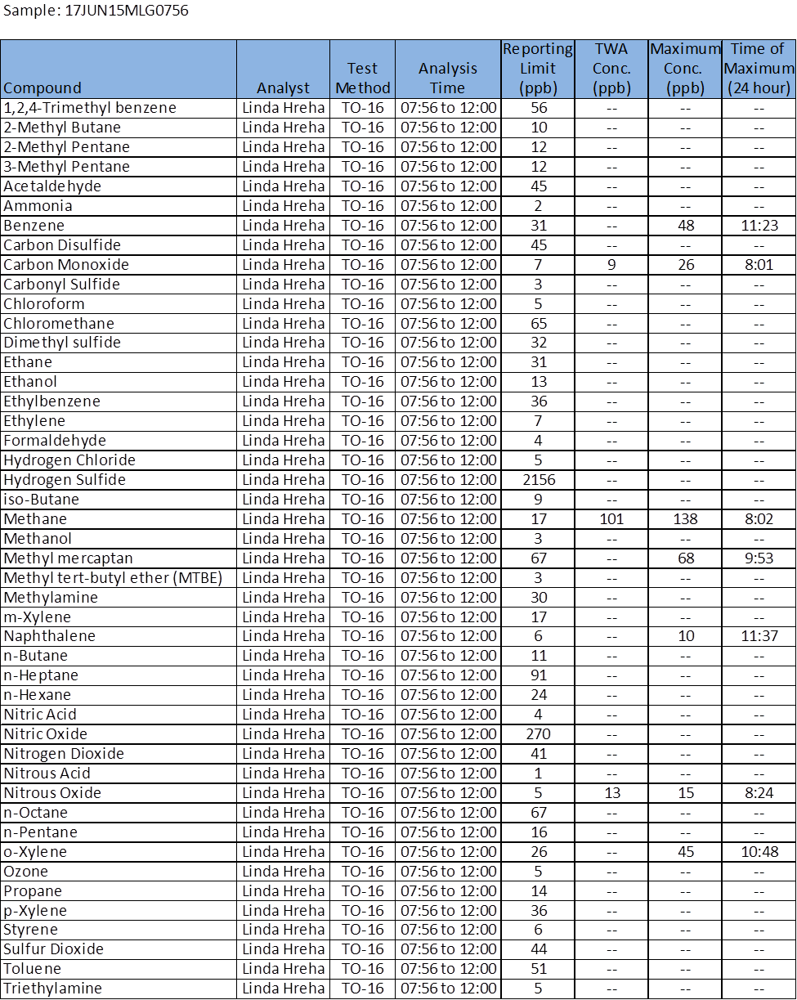 Sample: 17JUN15MLG0756
Compound Analyst Test Method Analysis Time Reporting Limit (ppb) TWA Conc. (ppb) Maximum Conc. (ppb) Time of Maximum (24 hour)
1,2,4-Trimethyl benzene Linda Hreha TO-16 07:56 to 12:00 56 -- -- --
2-Methyl Butane Linda Hreha TO-16 07:56 to 12:00 10 -- -- --
2-Methyl Pentane Linda Hreha TO-16 07:56 to 12:00 12 -- -- --
3-Methyl Pentane Linda Hreha TO-16 07:56 to 12:00 12 -- -- --
Acetaldehyde Linda Hreha TO-16 07:56 to 12:00 45 -- -- --
Ammonia Linda Hreha TO-16 07:56 to 12:00 2 -- -- --
Benzene Linda Hreha TO-16 07:56 to 12:00 31 -- 48 11:23
Carbon Disulfide Linda Hreha TO-16 07:56 to 12:00 45 -- -- --
Carbon Monoxide Linda Hreha TO-16 07:56 to 12:00 7 9 26 8:01
Carbonyl Sulfide Linda Hreha TO-16 07:56 to 12:00 3 -- -- --
Chloroform Linda Hreha TO-16 07:56 to 12:00 5 -- -- --
Chloromethane Linda Hreha TO-16 07:56 to 12:00 65 -- -- --
Dimethyl sulfide Linda Hreha TO-16 07:56 to 12:00 32 -- -- --
Ethane Linda Hreha TO-16 07:56 to 12:00 31 -- -- --
Ethanol Linda Hreha TO-16 07:56 to 12:00 13 -- -- --
Ethylbenzene Linda Hreha TO-16 07:56 to 12:00 36 -- -- --
Ethylene Linda Hreha TO-16 07:56 to 12:00 7 -- -- --
Formaldehyde Linda Hreha TO-16 07:56 to 12:00 4 -- -- --
Hydrogen Chloride Linda Hreha TO-16 07:56 to 12:00 5 -- -- --
Hydrogen Sulfide Linda Hreha TO-16 07:56 to 12:00 2156 -- -- --
iso-Butane Linda Hreha TO-16 07:56 to 12:00 9 -- -- --
Methane Linda Hreha TO-16 07:56 to 12:00 17 101 138 8:02
Methanol Linda Hreha TO-16 07:56 to 12:00 3 -- -- --
Methyl mercaptan Linda Hreha TO-16 07:56 to 12:00 67 -- 68 9:53
Methyl tert-butyl ether (MTBE) Linda Hreha TO-16 07:56 to 12:00 3 -- -- --
Methylamine Linda Hreha TO-16 07:56 to 12:00 30 -- -- --
m-Xylene Linda Hreha TO-16 07:56 to 12:00 17 -- -- --
Naphthalene Linda Hreha TO-16 07:56 to 12:00 6 -- 10 11:37
n-Butane Linda Hreha TO-16 07:56 to 12:00 11 -- -- --
n-Heptane Linda Hreha TO-16 07:56 to 12:00 91 -- -- --
n-Hexane Linda Hreha TO-16 07:56 to 12:00 24 -- -- --
Nitric Acid Linda Hreha TO-16 07:56 to 12:00 4 -- -- --
Nitric Oxide Linda Hreha TO-16 07:56 to 12:00 270 -- -- --
Nitrogen Dioxide Linda Hreha TO-16 07:56 to 12:00 41 -- -- --
Nitrous Acid Linda Hreha TO-16 07:56 to 12:00 1 -- -- --
Nitrous Oxide Linda Hreha TO-16 07:56 to 12:00 5 13 15 8:24
n-Octane Linda Hreha TO-16 07:56 to 12:00 67 -- -- --
n-Pentane Linda Hreha TO-16 07:56 to 12:00 16 -- -- --
o-Xylene Linda Hreha TO-16 07:56 to 12:00 26 -- 45 10:48
Ozone Linda Hreha TO-16 07:56 to 12:00 5 -- -- --
Propane Linda Hreha TO-16 07:56 to 12:00 14 -- -- --
p-Xylene Linda Hreha TO-16 07:56 to 12:00 36 -- -- --
Styrene Linda Hreha TO-16 07:56 to 12:00 6 -- -- --
Sulfur Dioxide Linda Hreha TO-16 07:56 to 12:00 44 -- -- --
Toluene Linda Hreha TO-16 07:56 to 12:00 51 -- -- --
Triethylamine Linda Hreha TO-16 07:56 to 12:00 5 -- -- --